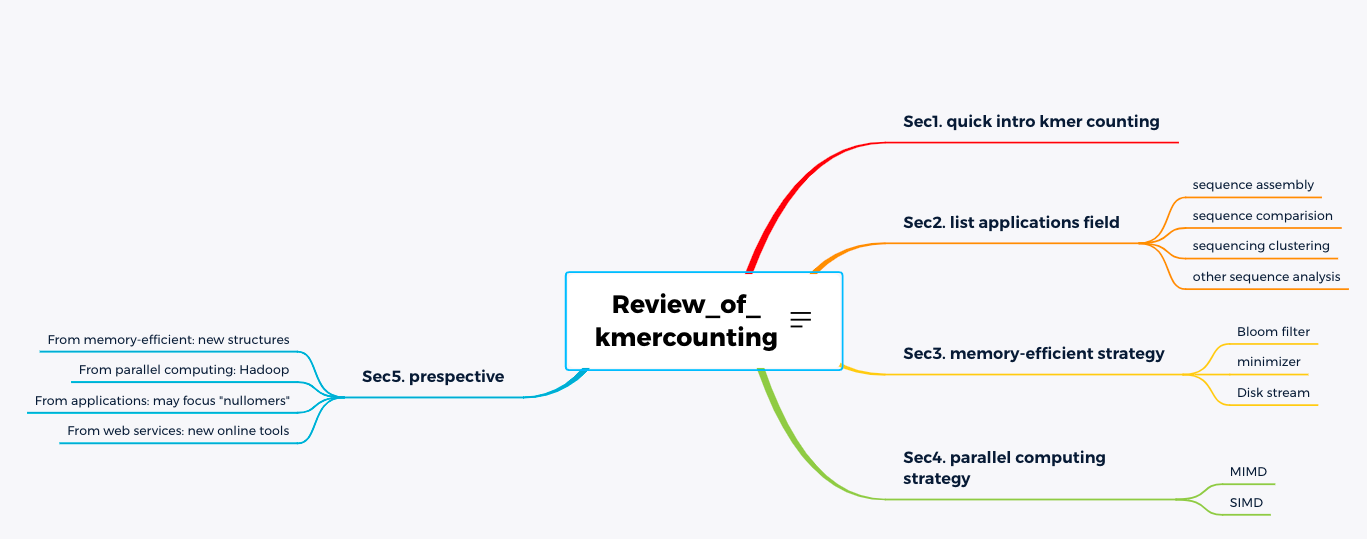 Review_of_
kmercounting
Sec1. quick intro kmer counting
Sec2. list applications field
sequence assembly
sequence comparision
sequencing clustering
other sequence analysis
Sec3. memory-efficient strategy
Bloom filter
minimizer
Disk stream
Sec4. parallel computing
strategy
MIMD
SIMD
Sec5. prespective
From memory-efficient: new structures
From parallel computing: Hadoop
From applications: may focus "nullomers"
From web services: new online tools